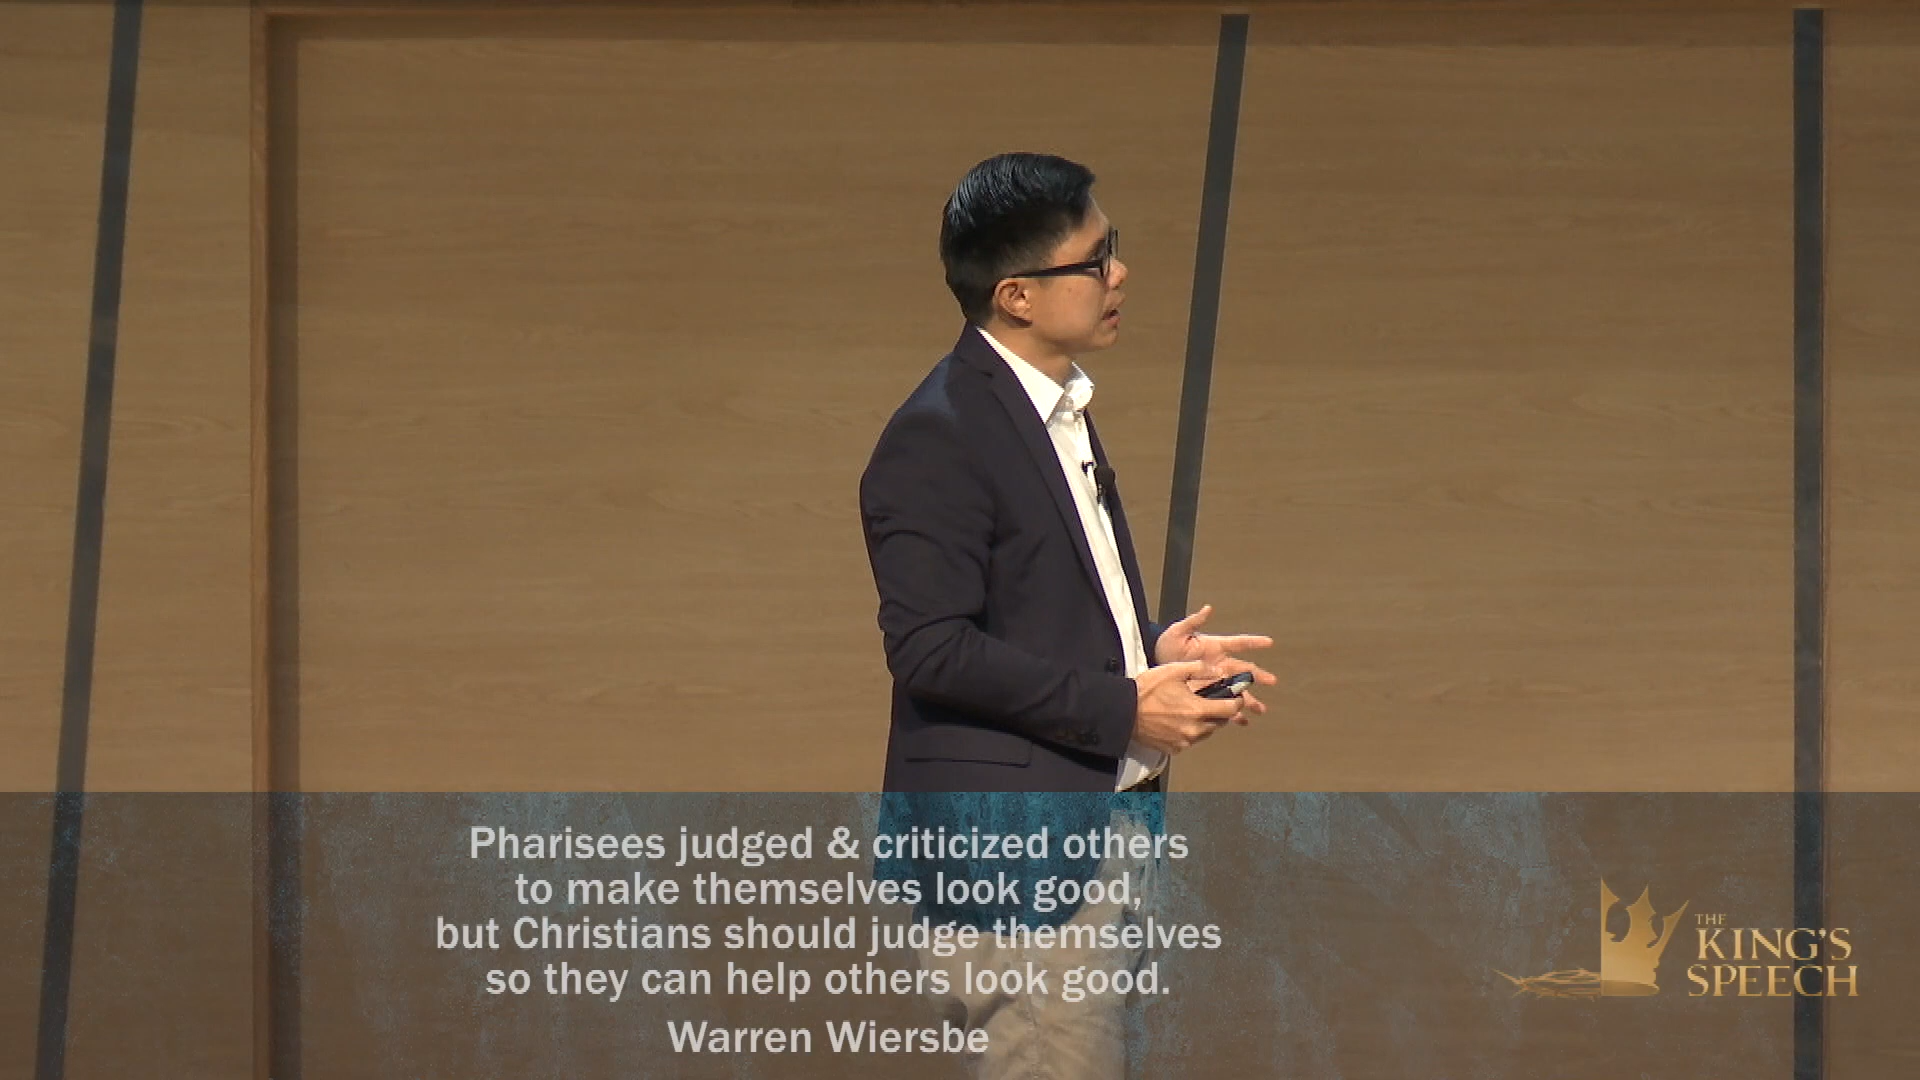 Pharisees judged & criticized others
to make themselves look good,
but Christians should judge themselves
so they can help others look good.
Warren Wiersbe
THE
KING'S
SPEECH